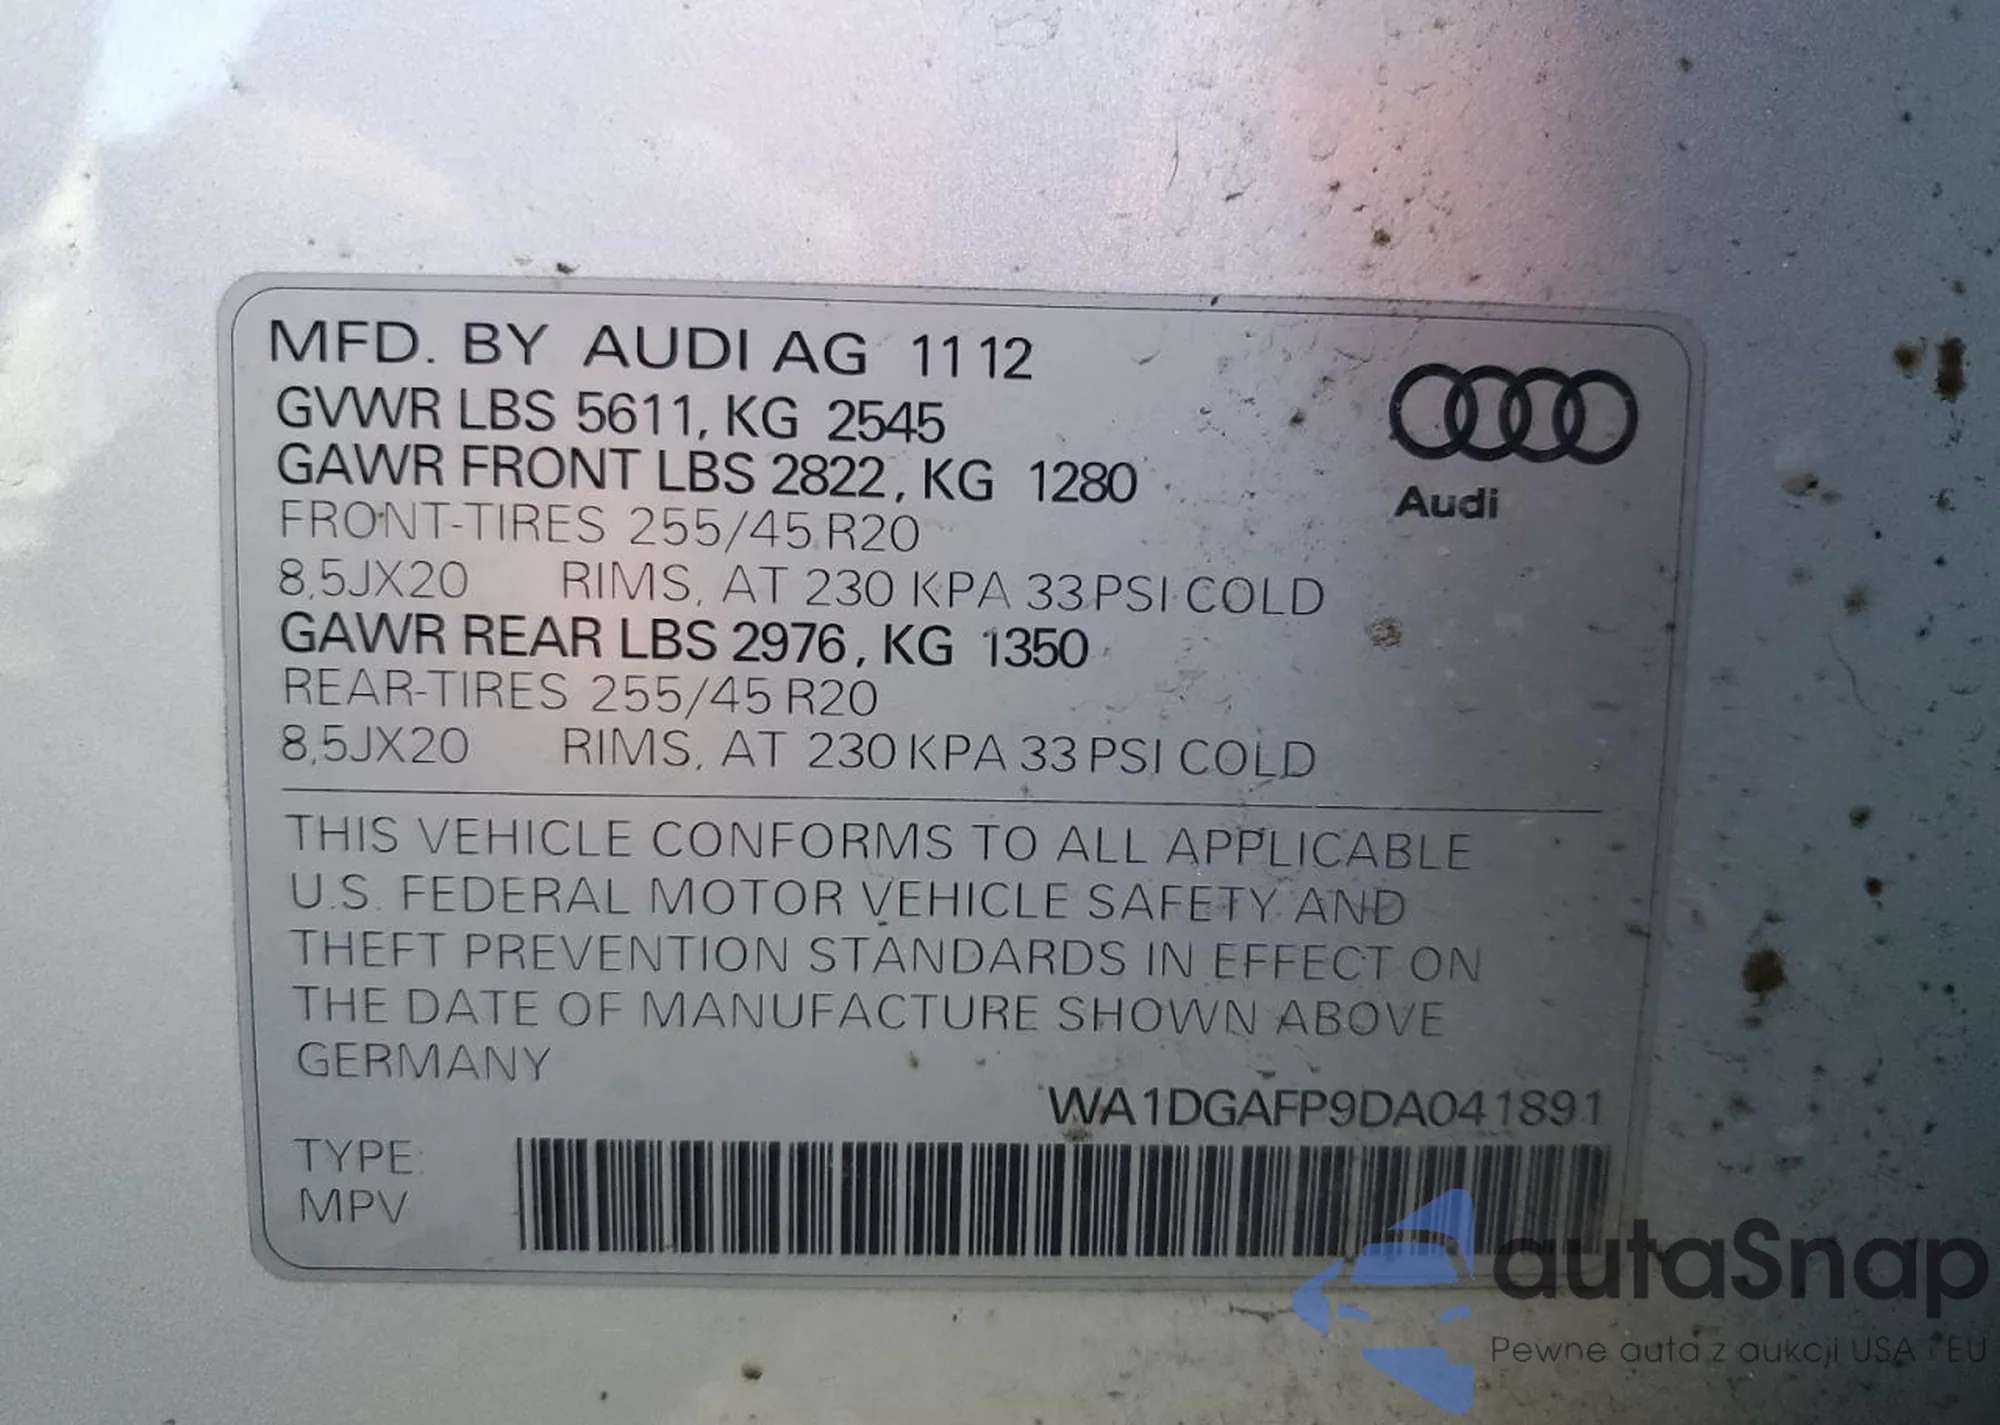 MFD. BY AUDI AG 11 12
GVWR LBS 5611, KG 2545
GAWR FRONT LBS 2822, KG 1280
FRONT-TIRES 255/45 R20
8,5JX20 RIMS, AT 230 KPA 33 PSI COLD
GAWR REAR LBS 2976, KG 1350
REAR-TIRES 255/45 R20
8,5JX20 RIMS, AT 230 KPA 33 PSI COLD
Audi
THIS VEHICLE CONFORMS TO ALL APPLICABLE
U.S. FEDERAL MOTOR VEHICLE SAFETY AND
THEFT PREVENTION STANDARDS IN EFFECT ON
THE DATE OF MANUFACTURE SHOWN ABOVE
GERMANY
WA1DGAFP9DA041891
TYPE:
MPV
autaSnap
Pewne auta z aukcji USA i EU